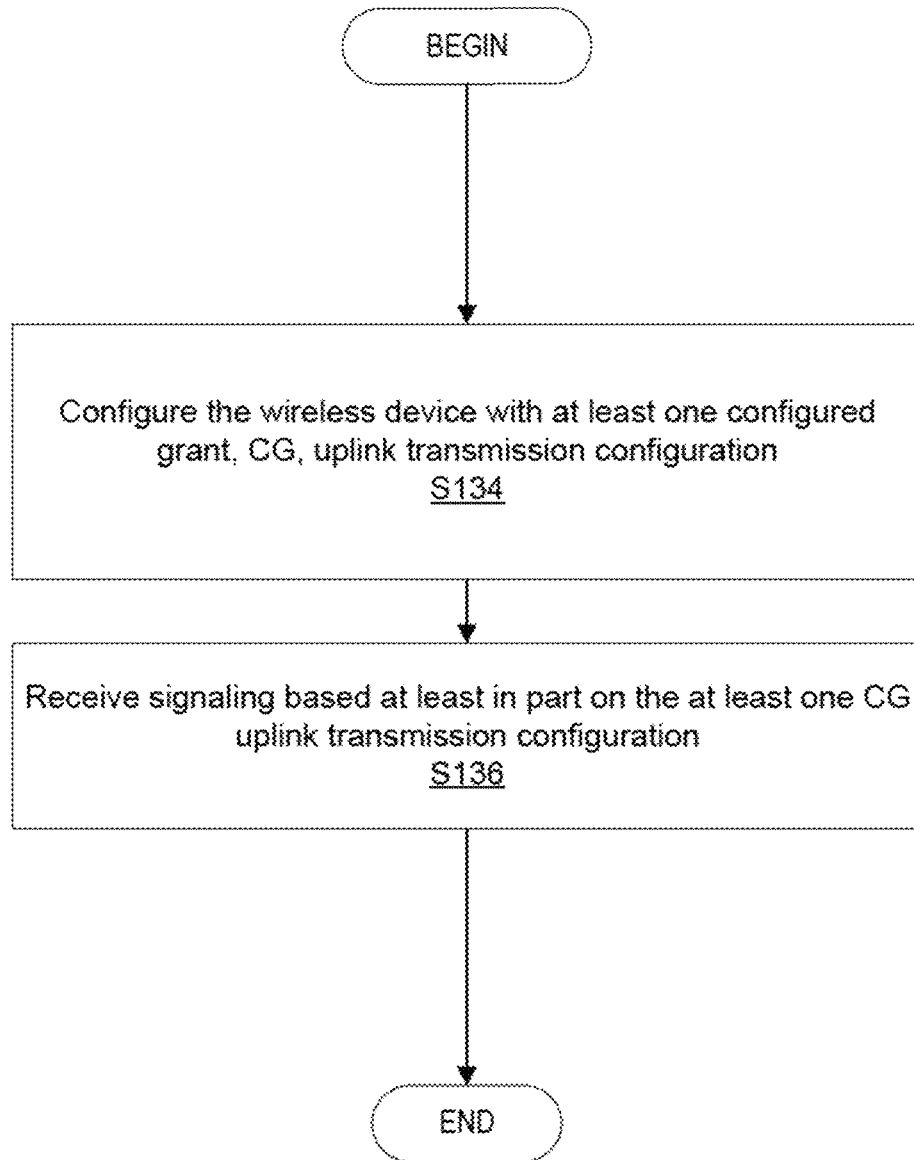 BEGIN
Configure the wireless device with at least one configured
grant, CG, uplink transmission configuration
S134
Receive signaling based at least in part on the at least one CG
uplink transmission configuration
S136
END